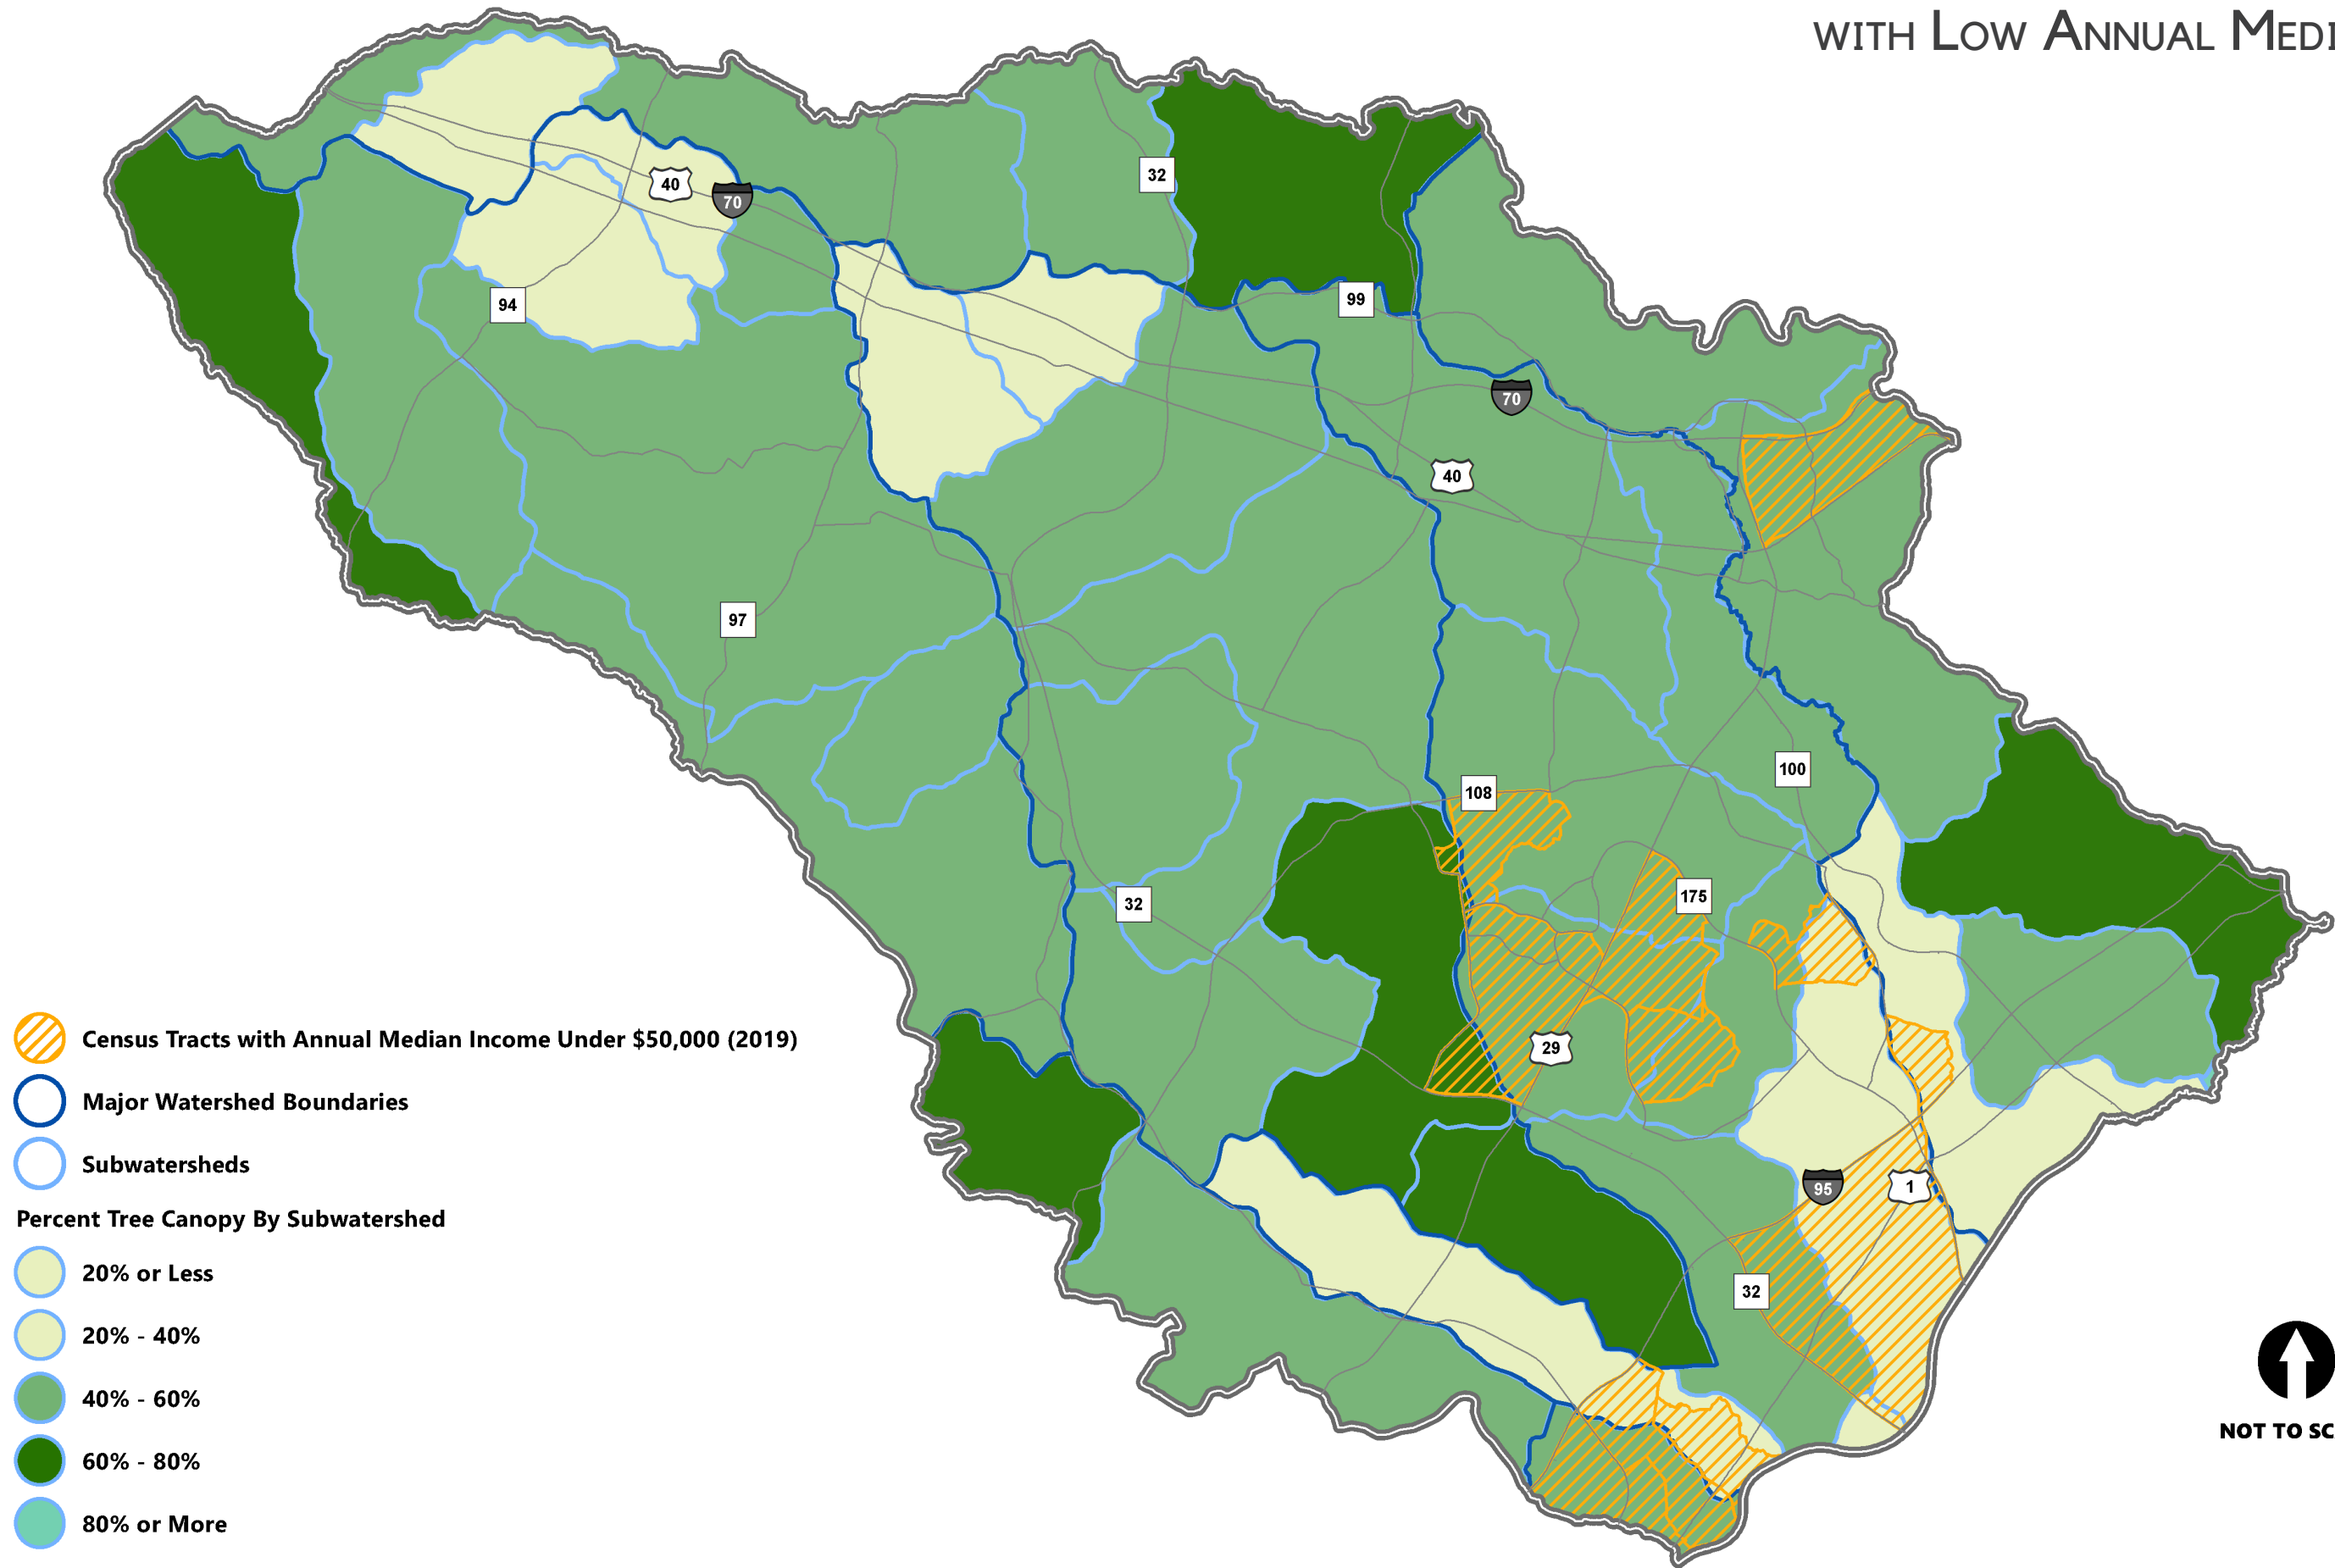 WITH LOW ANNUAL MEDI
32
40
70
94
99
70
40
97
100
108
175
32
29
95
1
32
Census Tracts with Annual Median Income Under $50,000 (2019)
Major Watershed Boundaries
Subwatersheds
Percent Tree Canopy By Subwatershed
20% or Less
20% - 40%
40% - 60%
60% - 80%
80% or More
NOT TO SC